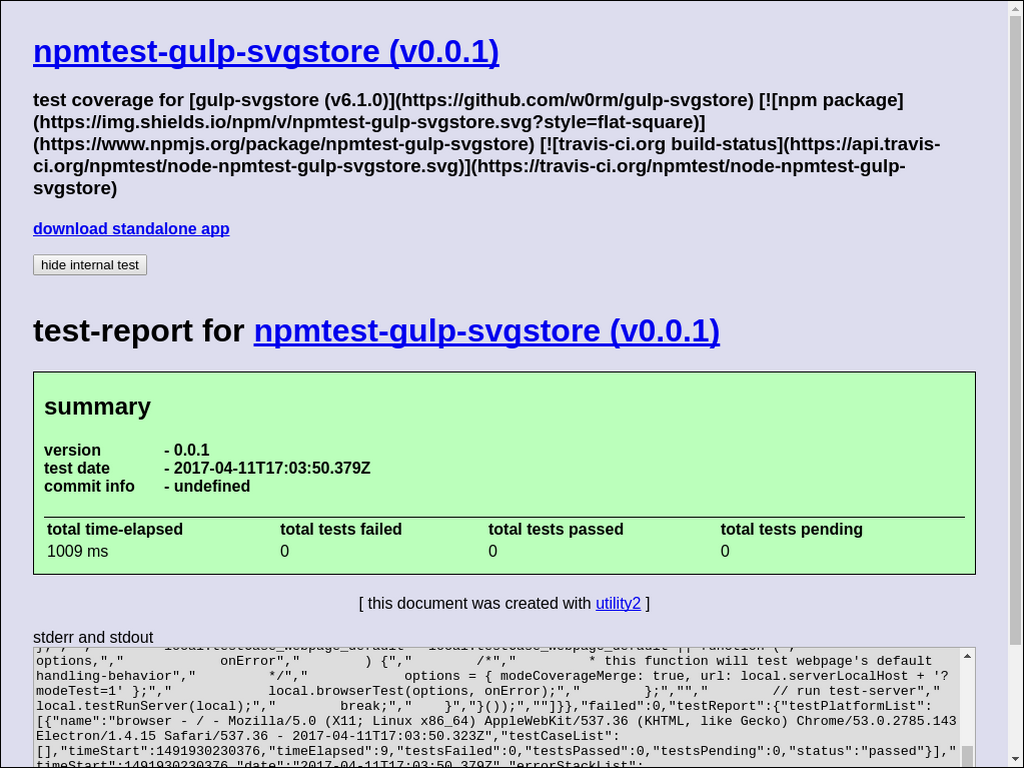 npmtest-gulp-svgstore (v0.0.1)
test coverage for [gulp-svgstore (v6.1.0)](https://github.com/w0rm/gulp-svgstore) [![npm package]
(https://img.shields.io/npm/v/npmtest-gulp-svgstore.svg?style=flat-square)]
(https://www.npmjs.org/package/npmtest-gulp-svgstore) [![travis-ci.org build-status](https://api.travis-
ci.org/npmtest/node-npmtest-gulp-svgstore.svg)](https://travis-ci.org/npmtest/node-npmtest-gulp-
svgstore)
download standalone app
hide internal test
test-report for npmtest-gulp-svgstore (v0.0.1)
summary
version - 0.0.1
test date - 2017-04-11T17:03:50.379Z
commit info - undefined
total time-elapsed total tests failed total tests passed total tests pending
1009 ms 0 0 0
[ this document was created with utility2 ]
stderr and stdout
options,"," onError"," ) {"," /*"," * this function will test webpage's default
handling-behavior"," */"," options = { modeCoverageMerge: true, url: local.serverLocalHost + '?
modeTest=1' };"," local.browserTest(options, onError);"," };",""," // run test-server","
local.testRunServer(local);"," break;"," }","}());",""]}},"failed":0,"testReport":{"testPlatformList":
[{"name":"browser - / - Mozilla/5.0 (X11; Linux x86_64) AppleWebKit/537.36 (KHTML, like Gecko) Chrome/53.0.2785.143
Electron/1.4.15 Safari/537.36 - 2017-04-11T17:03:50.323Z","testCaseList":
[],"timeStart":1491930230376,"timeElapsed":9,"testsFailed":0,"testsPassed":0,"testsPending":0,"status":"passed"}],"
timeStart":1491930230376,"date":"2017-04-11T17:03:50.379Z","errorStackList":